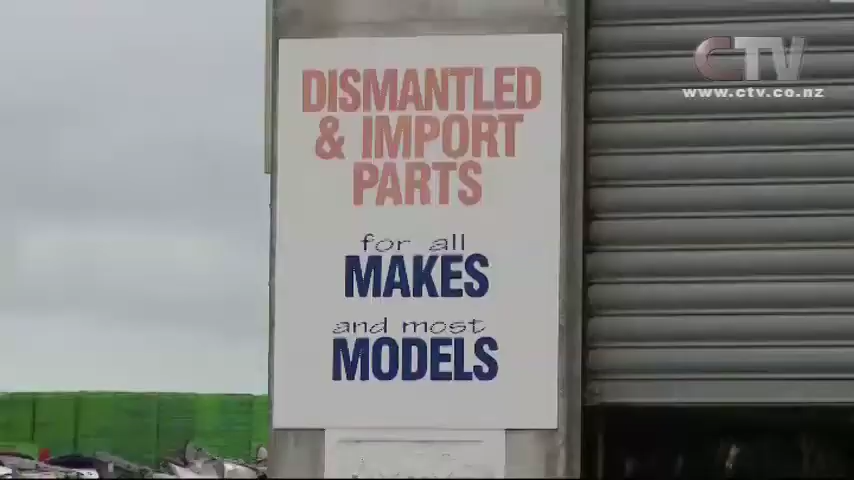 CTV
www.ctv.co.nz
DISMANTLED
& IMPORT
PARTS
for all
MAKES
and most
MODELS